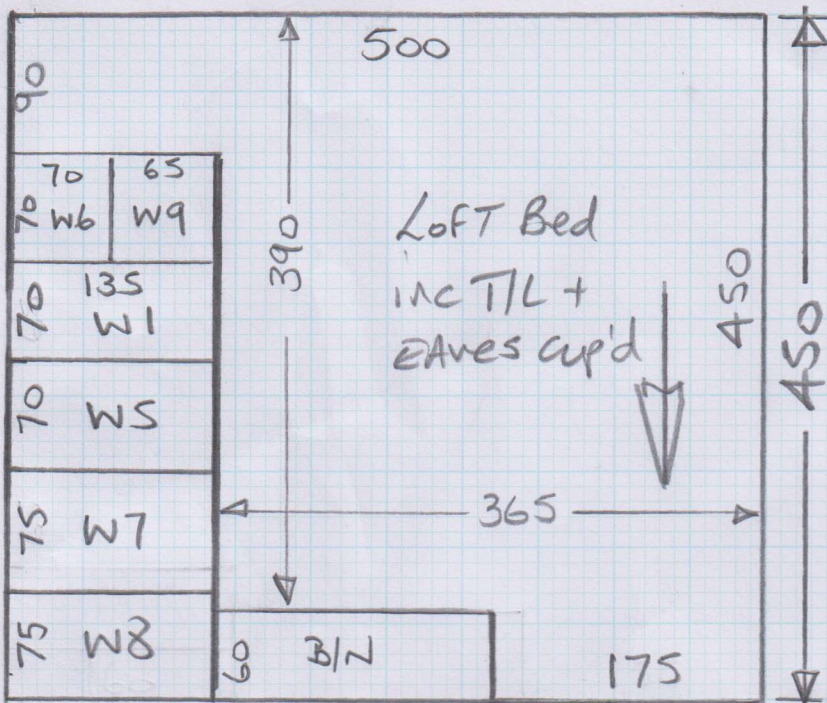 500
90
70 65
70 W6 W9
390
LOFT Bed
inc T/L +
EAves cup'd
450
450
135
70 W1
70 W5
365
75 W7
75 W8
60 B/N
175